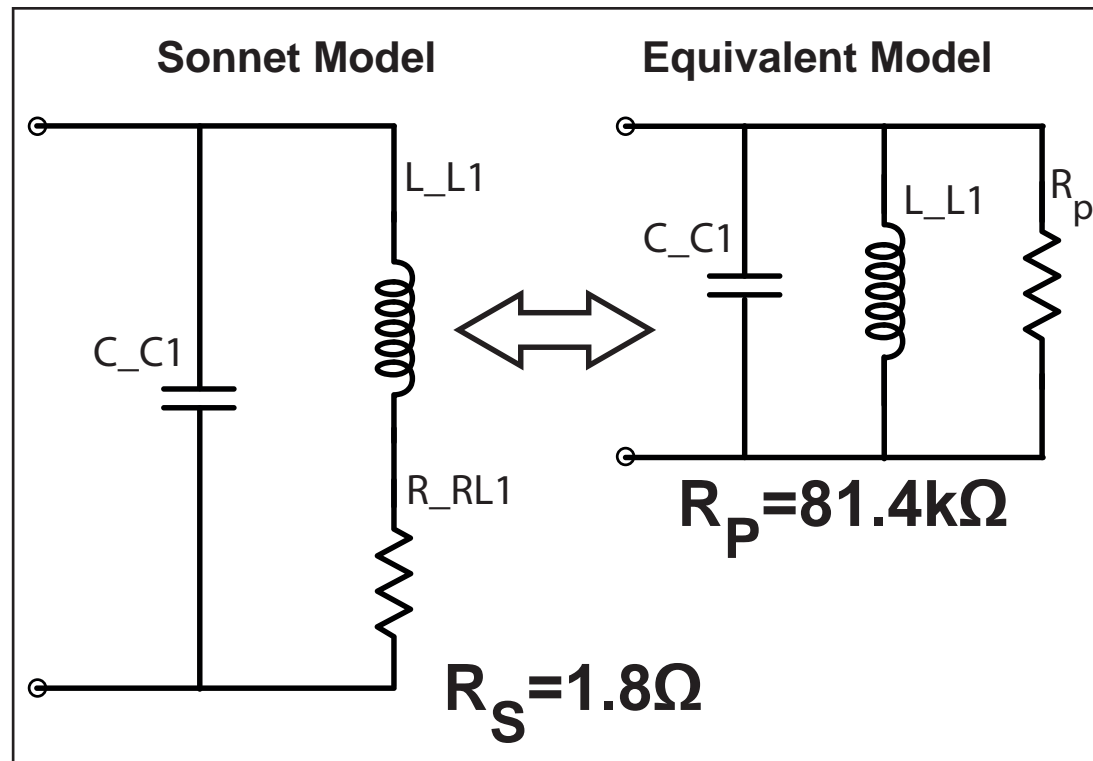 Sonnet Model
Equivalent Model
L_L1
C_C1
R_RL1
R_S=1.8Ω
L_L1
C_C1
R_p
R_P=81.4kΩ